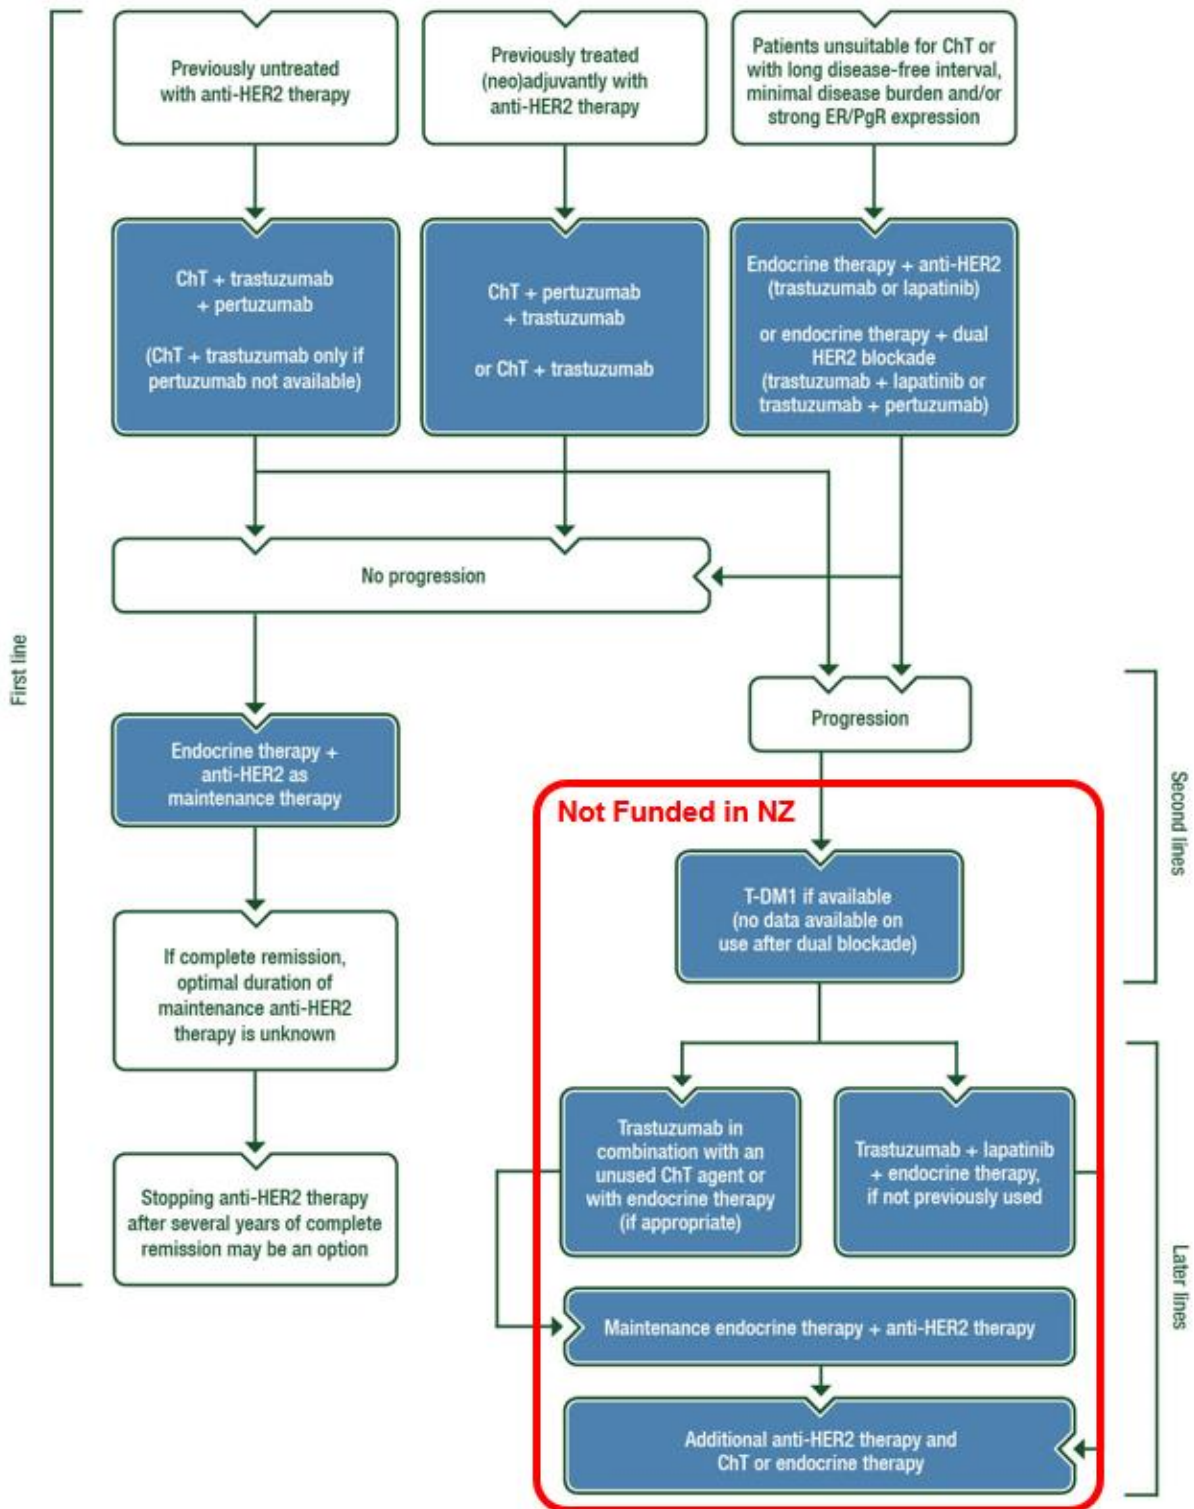 Previously untreated
with anti-HER2 therapy
Previously treated
(neo)adjuvantly with
anti-HER2 therapy
Patients unsuitable for ChT or
with long disease-free interval,
minimal disease burden and/or
strong ER/PgR expression
ChT + trastuzumab
+ pertuzumab
(ChT + trastuzumab only if
pertuzumab not available)
ChT + pertuzumab
+ trastuzumab
or ChT + trastuzumab
Endocrine therapy + anti-HER2
(trastuzumab or lapatinib)
or endocrine therapy + dual
HER2 blockade
(trastuzumab + lapatinib or
trastuzumab + pertuzumab)
No progression
First line
Progression
Endocrine therapy +
anti-HER2 as
maintenance therapy
Second lines
Not Funded in NZ
T-DM1 if available
(no data available on
use after dual blockade)
If complete remission,
optimal duration of
maintenance anti-HER2
therapy is unknown
Trastuzumab in
combination with an
unused ChT agent or
with endocrine therapy
(if appropriate)
Trastuzumab + lapatinib
+ endocrine therapy,
if not previously used
Stopping anti-HER2 therapy
after several years of complete
remission may be an option
Later lines
Maintenance endocrine therapy + anti-HER2 therapy
Additional anti-HER2 therapy and
ChT or endocrine therapy